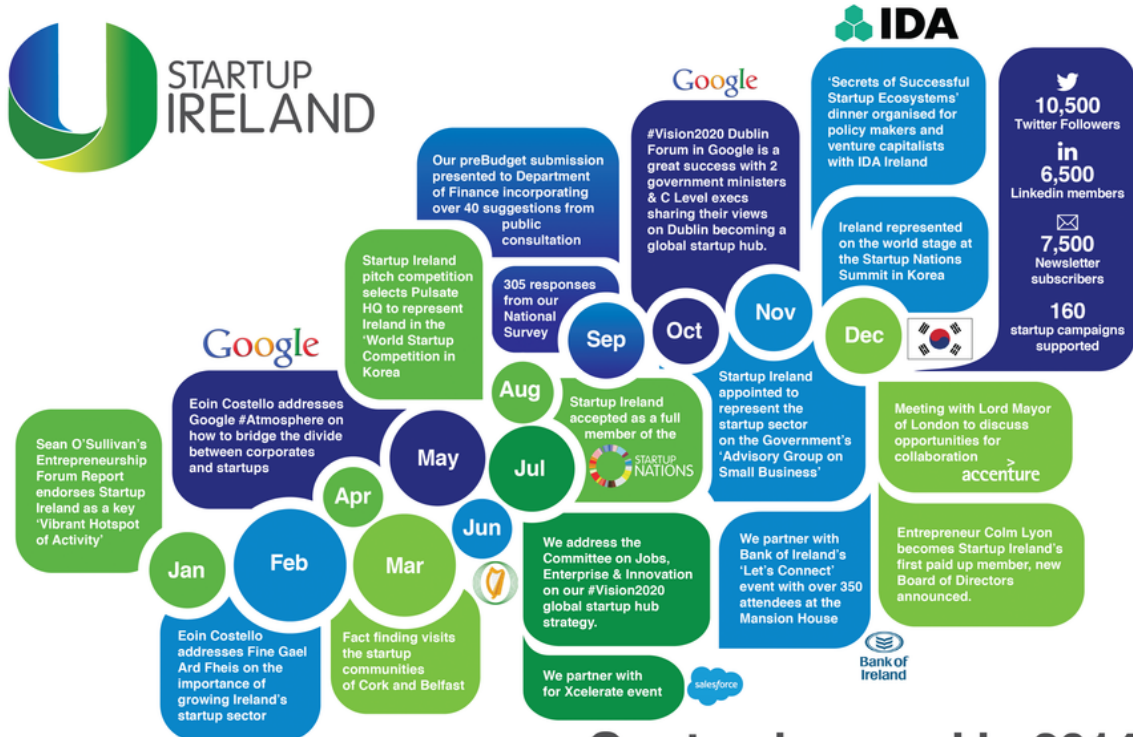 STARTUP
IRELAND
IDA
Google
'Secrets of Successful
Startup Ecosystems'
dinner organised for
policy makers and
venture capitalists
with IDA Ireland
10,500
Twitter Followers
in
6,500
Linkedin members
7,500
Newsletter
subscribers
160
startup campaigns
supported
#Vision2020 Dublin
Forum in Google is a
great success with 2
government ministers
& C Level execs
sharing their views
on Dublin becoming a
global startup hub.
Our preBudget submission
presented to Department
of Finance incorporating
over 40 suggestions from
public
consultation
Ireland represented
on the world stage at
the Startup Nations
Summit in Korea
Startup Ireland
pitch competition
selects Pulsate
HQ to represent
Ireland in the
'World Startup
Competition in
Korea
305 responses
from our
National
Survey
Google
Eoin Costello addresses
Google #Atmosphere on
how to bridge the divide
between corporates
and startups
Sean O'Sullivan's
Entrepreneurship
Forum Report
endorses Startup
Ireland as a key
'Vibrant Hotspot
of Activity'
Jan
Feb
Mar
Apr
May
Jun
Jul
Aug
Sep
Oct
Nov
Dec
Startup Ireland
accepted as a full
member of the
STARTUP
NATIONS
Startup Ireland
appointed to
represent the
startup sector
on the Government's
'Advisory Group on
Small Business'
Meeting with Lord Mayor
of London to discuss
opportunities for
collaboration
accenture
Eoin Costello
addresses Fine Gael
Ard Fheis on the
importance of
growing Ireland's
startup sector
Fact finding visits
the startup
communities
of Cork and Belfast
We address the
Committee on Jobs,
Enterprise & Innovation
on our #Vision2020
global startup hub
strategy.
We partner with
for Xcelerate event
salesforce
We partner with
Bank of Ireland's
'Let's Connect'
event with over 350
attendees at the
Mansion House
Bank of
Ireland
Entrepreneur Colm Lyon
becomes Startup Ireland's
first paid up member, new
Board of Directors
announced.